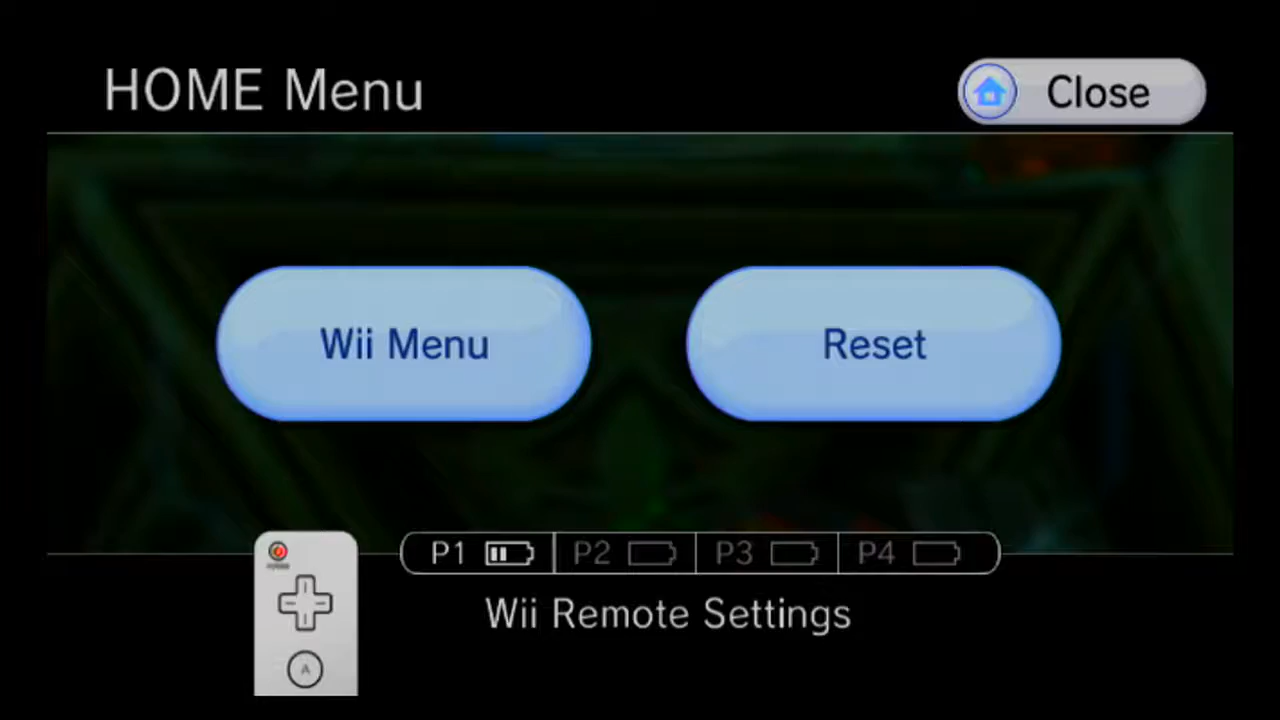 HOME Menu
Close
Wii Menu
Reset
P1 P2 P3 P4
Wii Remote Settings
A